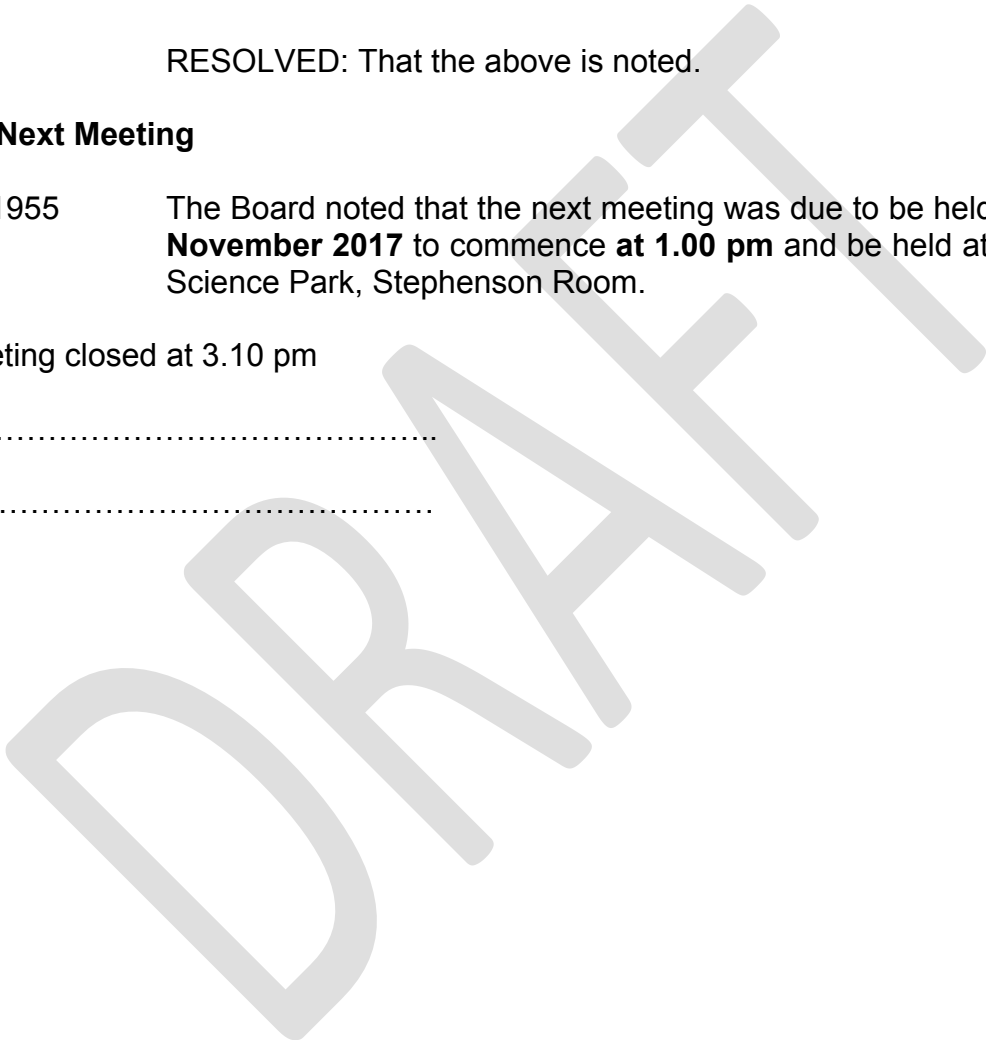 RESOLVED: That the above is noted.
Next Meeting
1955 The Board noted that the next meeting was due to be held
November 2017 to commence at 1.00 pm and be held at
Science Park, Stephenson Room.
eting closed at 3.10 pm
…………………………………..
…………………………………
DRAFT